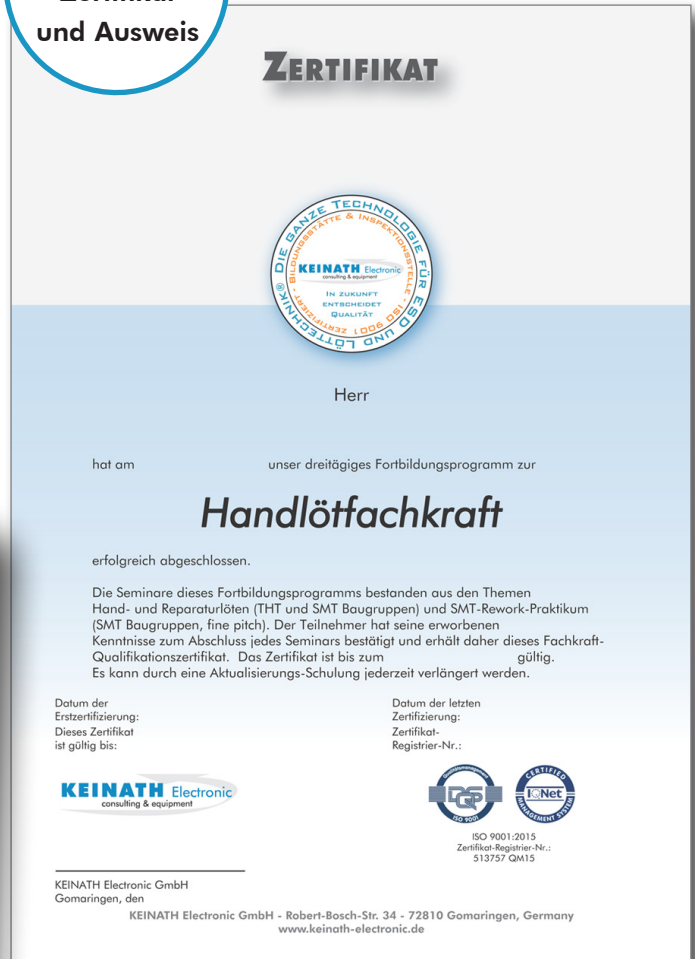 Zertifikat
und Ausweis
ZERTIFIKAT
DIE GANZE TECHNOLOGIE FÜR ESD UND LÖTTECHNIK®
BILDUNGSSTÄTTE & INSPEKTIONSSTELLE - ISO 9001 ZERTIFIZIERT -
KEINATH Electronic
consulting & equipment
IN ZUKUNFT
ENTSCHEIDET
QUALITÄT
Herr
hat am unser dreitägiges Fortbildungsprogramm zur
Handlötfachkraft
erfolgreich abgeschlossen.
Die Seminare dieses Fortbildungsprogramms bestanden aus den Themen
Hand- und Reparaturlöten (THT und SMT Baugruppen) und SMT-Rework-Praktikum
(SMT Baugruppen, fine pitch). Der Teilnehmer hat seine erworbenen
Kenntnisse zum Abschluss jedes Seminars bestätigt und erhält daher dieses Fachkraft-
Qualifikationszertifikat. Das Zertifikat ist bis zum gültig.
Es kann durch eine Aktualisierungs-Schulung jederzeit verlängert werden.
Datum der
Erstzertifizierung:
Dieses Zertifikat
ist gültig bis:
Datum der letzten
Zertifizierung:
Zertifikat-
Registrier-Nr.:
KEINATH Electronic
consulting & equipment
Qualitätsmanagement
DQS
ISO 9001
CERTIFIED
IQNet
MANAGEMENT SYSTEM
ISO 9001:2015
Zertifikat-Registrier-Nr.:
513757 QM15
KEINATH Electronic GmbH
Gomaringen, den
KEINATH Electronic GmbH - Robert-Bosch-Str. 34 - 72810 Gomaringen, Germany
www.keinath-electronic.de